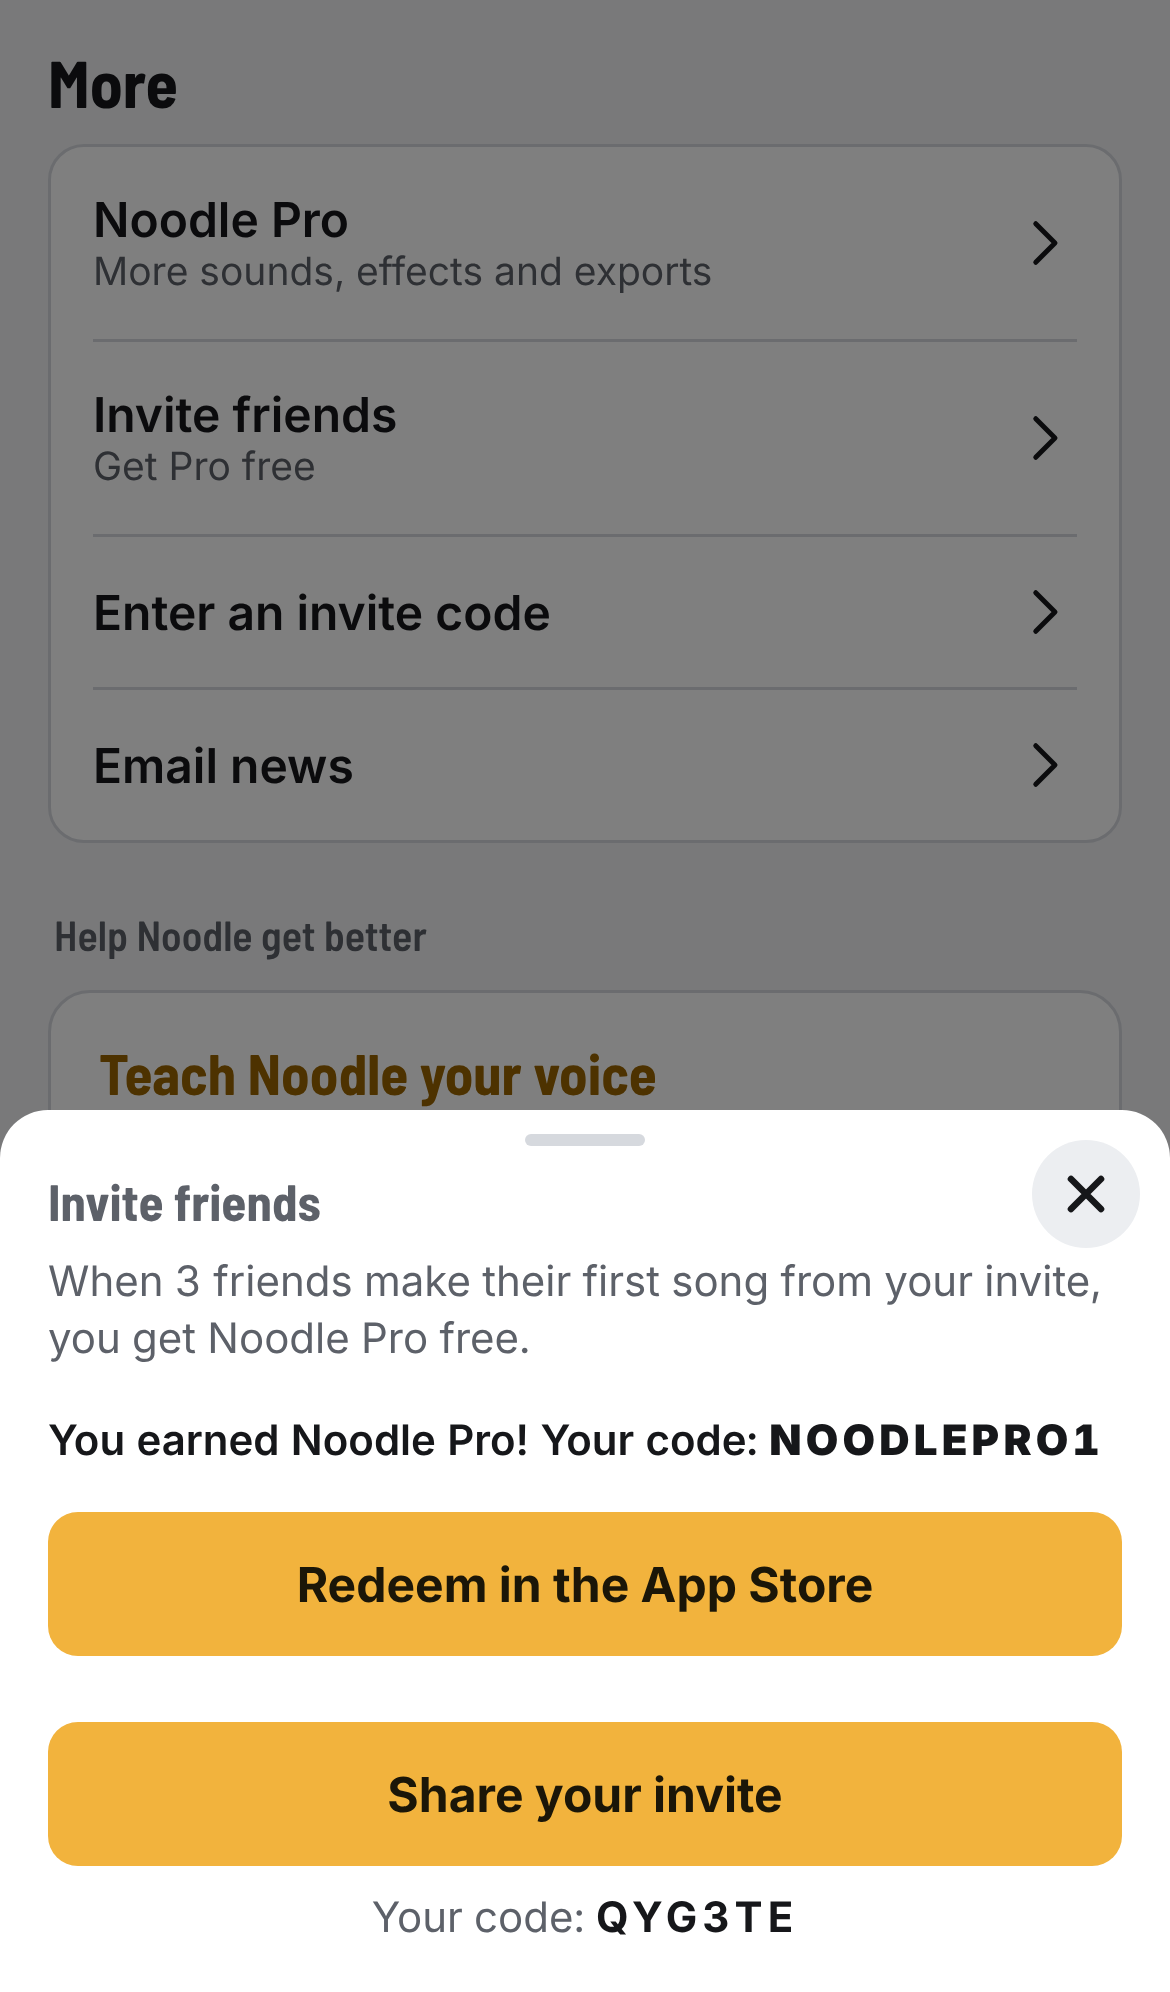 More
Noodle Pro
More sounds, effects and exports
Invite friends
Get Pro free
Enter an invite code
Email news
Help Noodle get better
Teach Noodle your voice
Invite friends
When 3 friends make their first song from your invite,
you get Noodle Pro free.
You earned Noodle Pro! Your code: NOODLEPRO1
Redeem in the App Store
Share your invite
Your code: QYG3TE